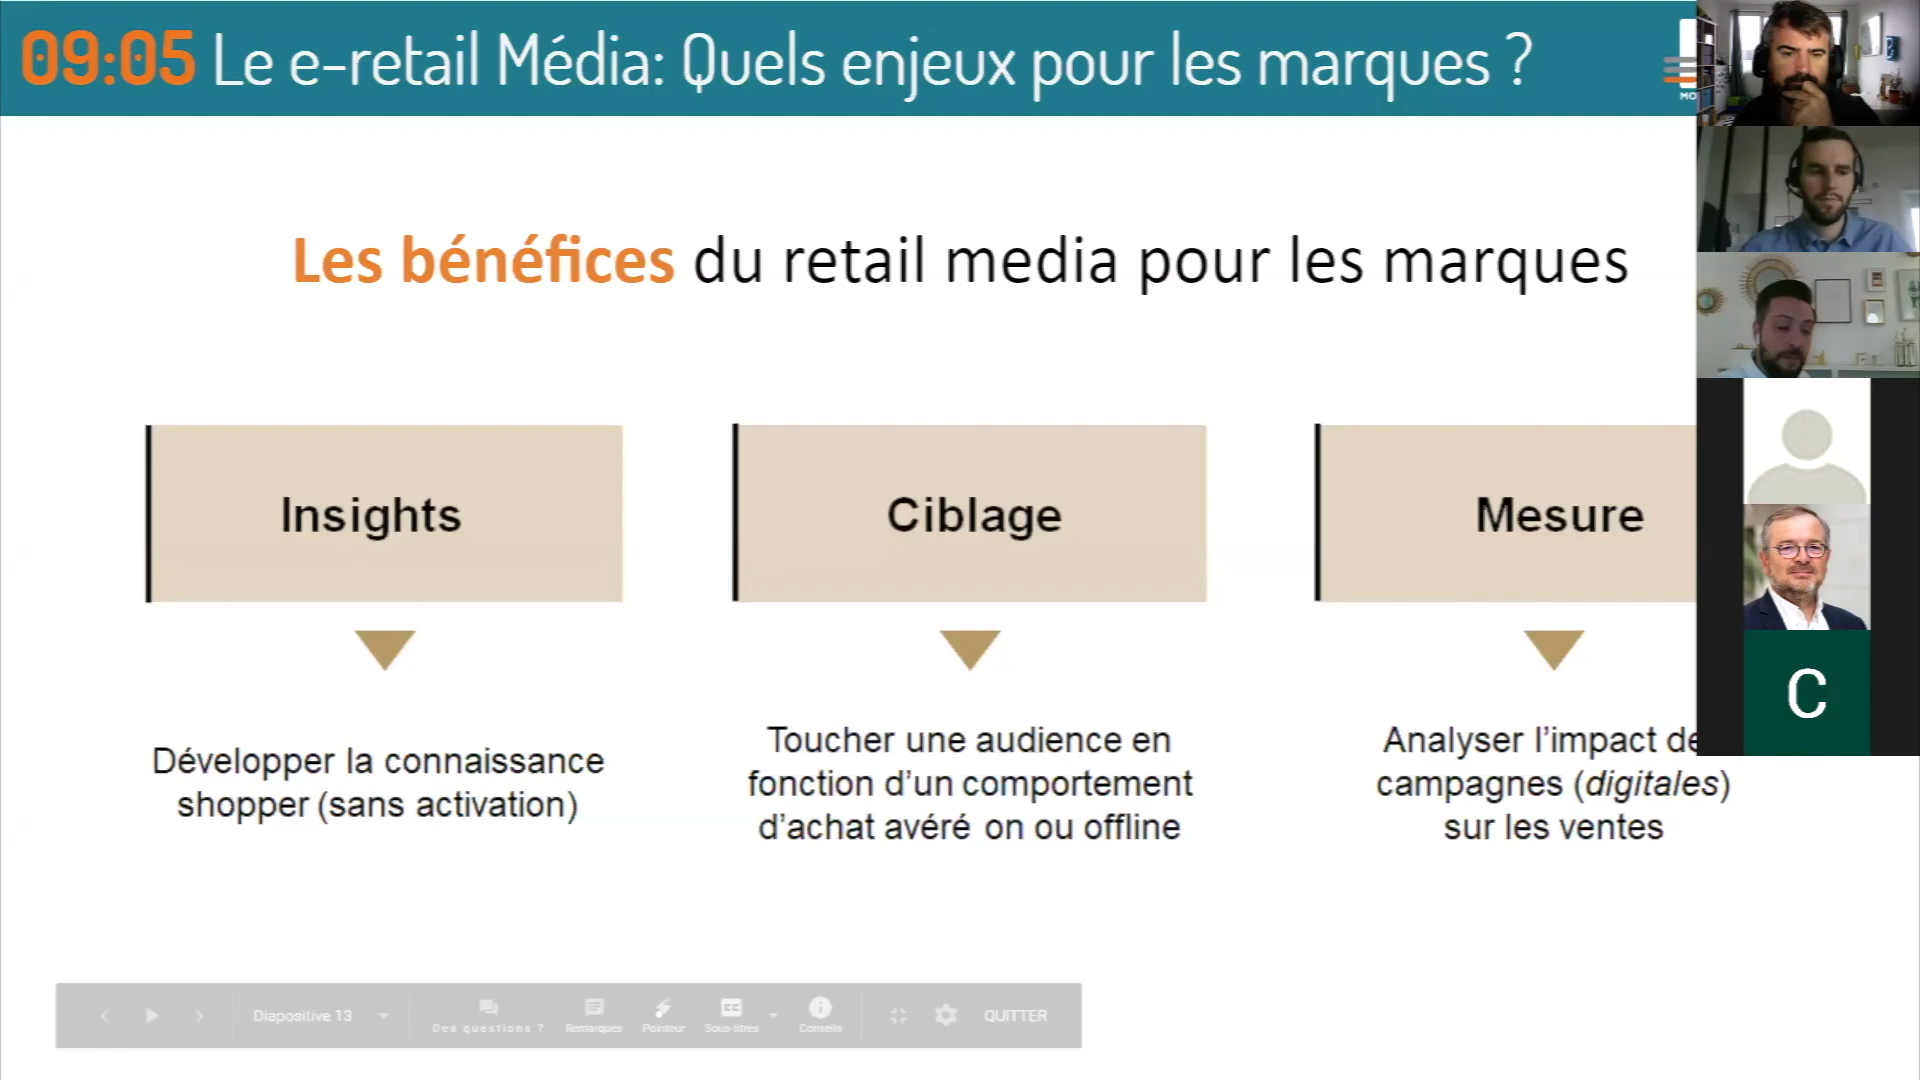 09:05 Le e-retail Média: Quels enjeux pour les marques ?
MO
Les bénéfices du retail media pour les marques
Insights
Ciblage
Mesure
Développer la connaissance
shopper (sans activation)
Toucher une audience en
fonction d’un comportement
d’achat avéré on ou offline
Analyser l’impact de
campagnes (digitales)
sur les ventes
C
Diapositive 13
Des questions ?
Remarques
Pointeur
CC
Sous-titres
Conseils
QUITTER